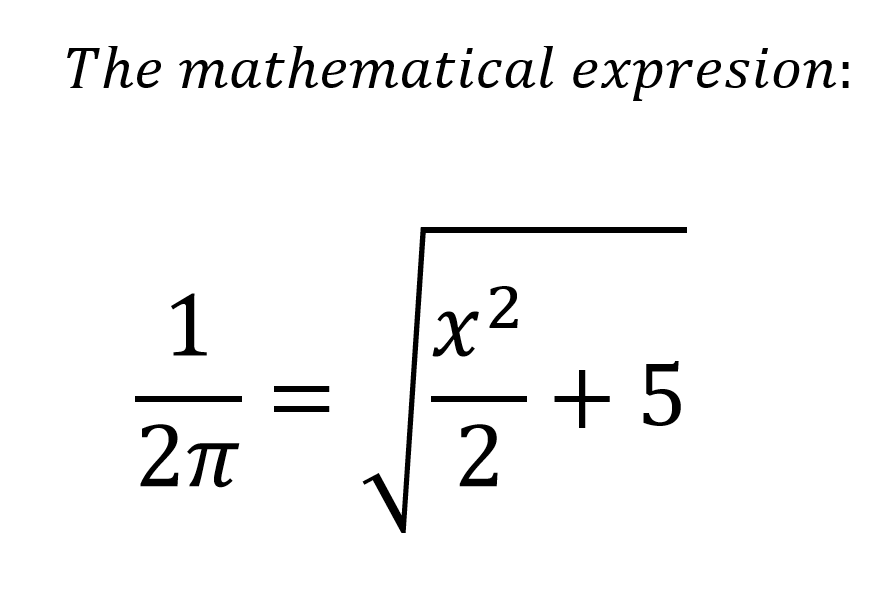 The mathematical expresion:
1/2π = √(x²/2 + 5)